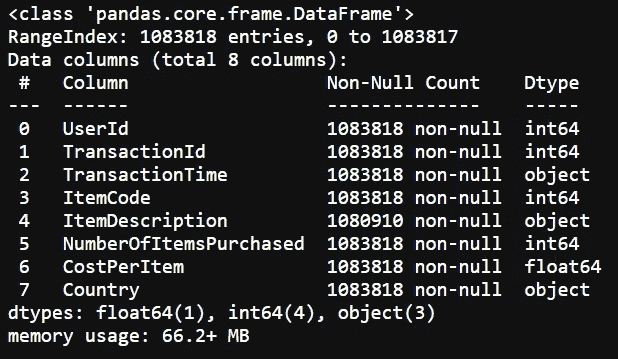 <class 'pandas.core.frame.DataFrame'>
RangeIndex: 1083818 entries, 0 to 1083817
Data columns (total 8 columns):
 #   Column                  Non-Null Count    Dtype
---  ------                  --------------    -----
 0   UserId                  1083818 non-null  int64
 1   TransactionId           1083818 non-null  int64
 2   TransactionTime         1083818 non-null  object
 3   ItemCode                1083818 non-null  int64
 4   ItemDescription         1080910 non-null  object
 5   NumberOfItemsPurchased  1083818 non-null  int64
 6   CostPerItem             1083818 non-null  float64
 7   Country                 1083818 non-null  object
dtypes: float64(1), int64(4), object(3)
memory usage: 66.2+ MB